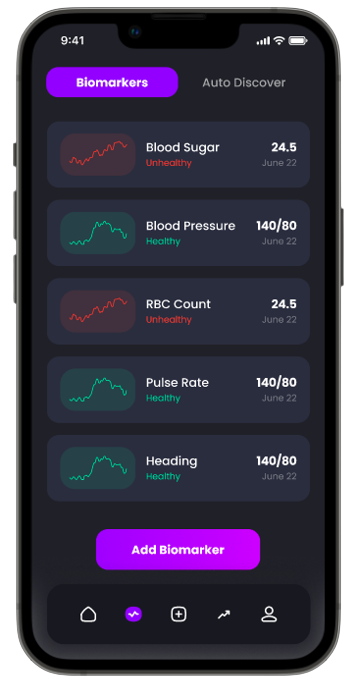 9:41
Biomarkers Auto Discover
Blood Sugar 24.5
Unhealthy June 22
Blood Pressure 140/80
Healthy June 22
RBC Count 24.5
Unhealthy June 22
Pulse Rate 140/80
Healthy June 22
Heading 140/80
Healthy June 22
Add Biomarker